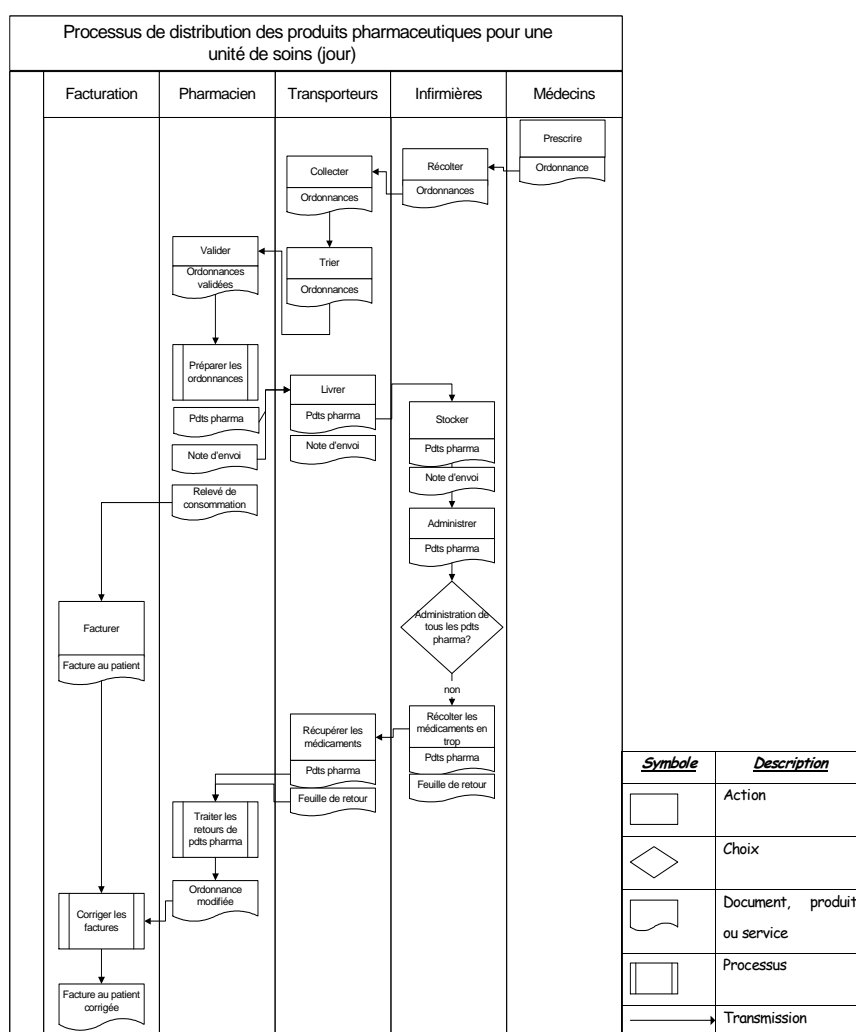 Processus de distribution des produits pharmaceutiques pour une
unité de soins (jour)
Facturation
Pharmacien
Transporteurs
Infirmières
Médecins
Prescrire
Ordonnance
Récolter
Ordonnances
Collecter
Ordonnances
Trier
Ordonnances
Valider
Ordonnances
validées
Préparer les
ordonnances
Pdts pharma
Note d'envoi
Relevé de
consommation
Livrer
Pdts pharma
Note d'envoi
Stocker
Pdts pharma
Note d'envoi
Administrer
Pdts pharma
Administration de
tous les pdts
pharma?
non
Récolter les
médicaments en
trop
Pdts pharma
Feuille de retour
Récupérer les
médicaments
Pdts pharma
Feuille de retour
Traiter les
retours de
pdts pharma
Ordonnance
modifiée
Facturer
Facture au patient
Corriger les
factures
Facture au patient
corrigée
Symbole
Description
Action
Choix
Document, produit
ou service
Processus
Transmission